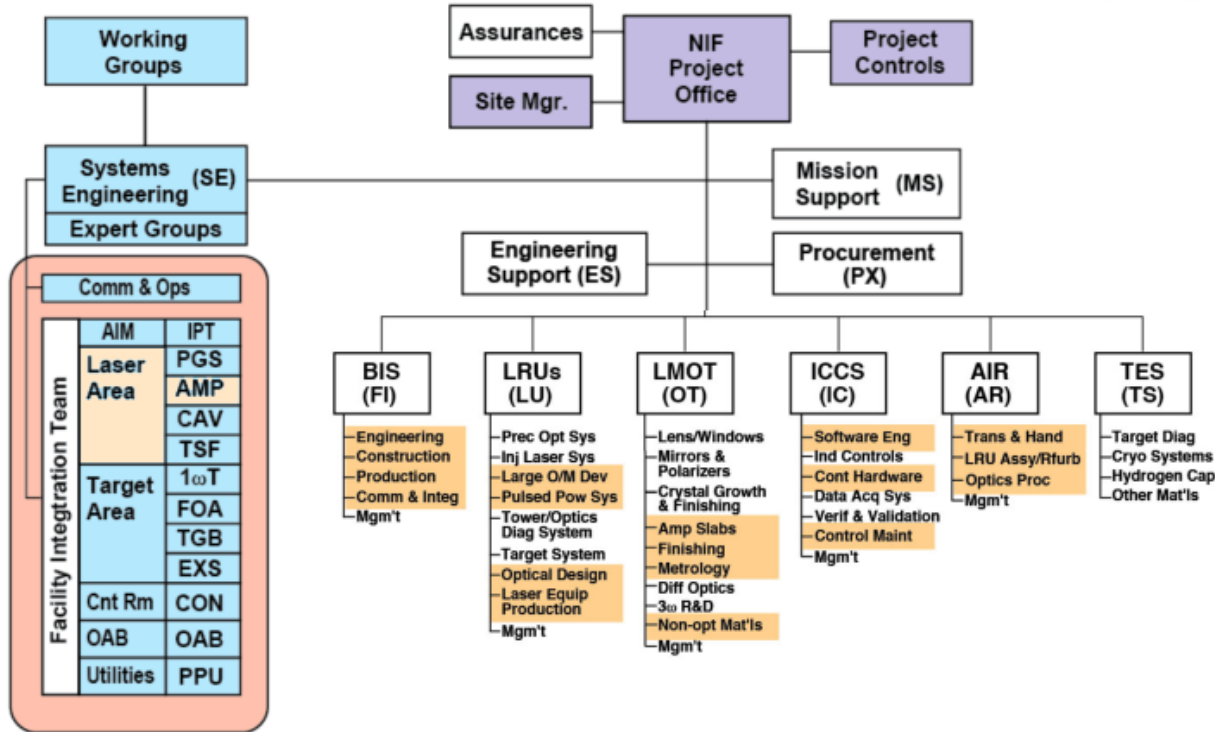 Working
Groups
Assurances
NIF
Project
Office
Project
Controls
Site Mgr.
Systems
Engineering (SE)
Expert Groups
Mission
Support (MS)
Engineering
Support (ES)
Procurement
(PX)
Comm & Ops
Facility Integrtion Team
AIM IPT
Laser
Area
PGS
AMP
CAV
TSF
Target
Area
1ωT
FOA
TGB
EXS
Cnt Rm CON
OAB OAB
Utilities PPU
BIS
(FI)
Engineering
Construction
Production
Comm & Integ
Mgm't
LRUs
(LU)
Prec Opt Sys
Inj Laser Sys
Large O/M Dev
Pulsed Pow Sys
Tower/Optics
Diag System
Target System
Optical Design
Laser Equip
Production
Mgm't
LMOT
(OT)
Lens/Windows
Mirrors &
Polarizers
Crystal Growth
& Finishing
Amp Slabs
Finishing
Metrology
Diff Optics
3ω R&D
Non-opt Mat'ls
Mgm't
ICCS
(IC)
Software Eng
Ind Controls
Cont Hardware
Data Acq Sys
Verif & Validation
Control Maint
Mgm't
AIR
(AR)
Trans & Hand
LRU Assy/Rfurb
Optics Proc
Mgm't
TES
(TS)
Target Diag
Cryo Systems
Hydrogen Cap
Other Mat'ls